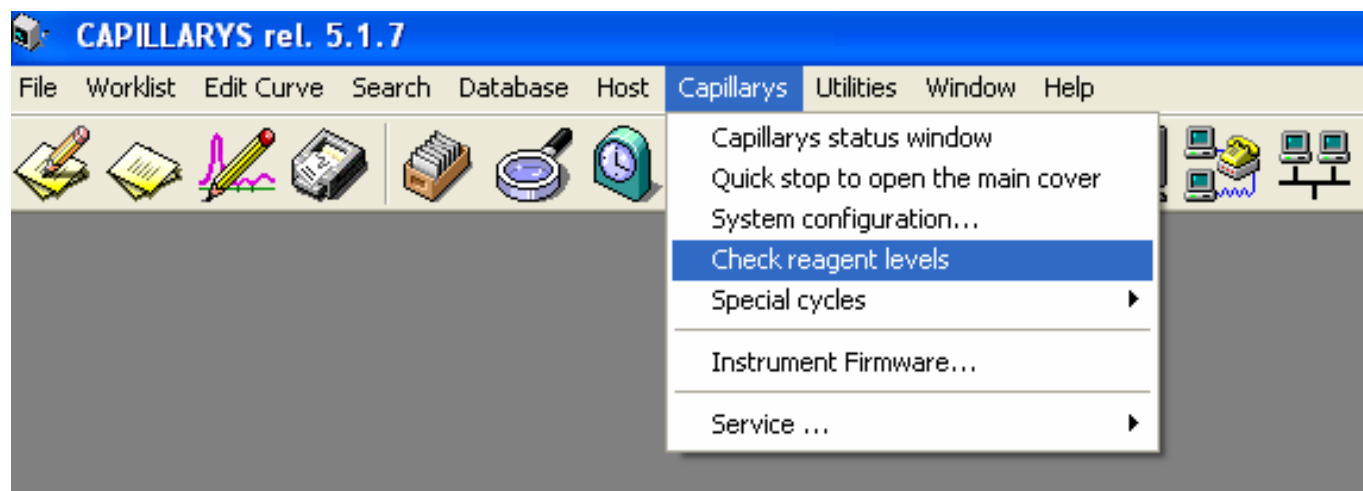 CAPILLARYS rel. 5.1.7
File Worklist Edit Curve Search Database Host Capillarys Utilities Window Help
Capillarys status window
Quick stop to open the main cover
System configuration...
Check reagent levels
Special cycles
Instrument Firmware...
Service ...